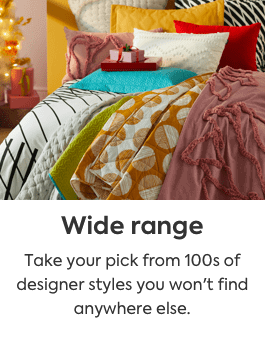 Wide range
Take your pick from 100s of
designer styles you won't find
anywhere else.